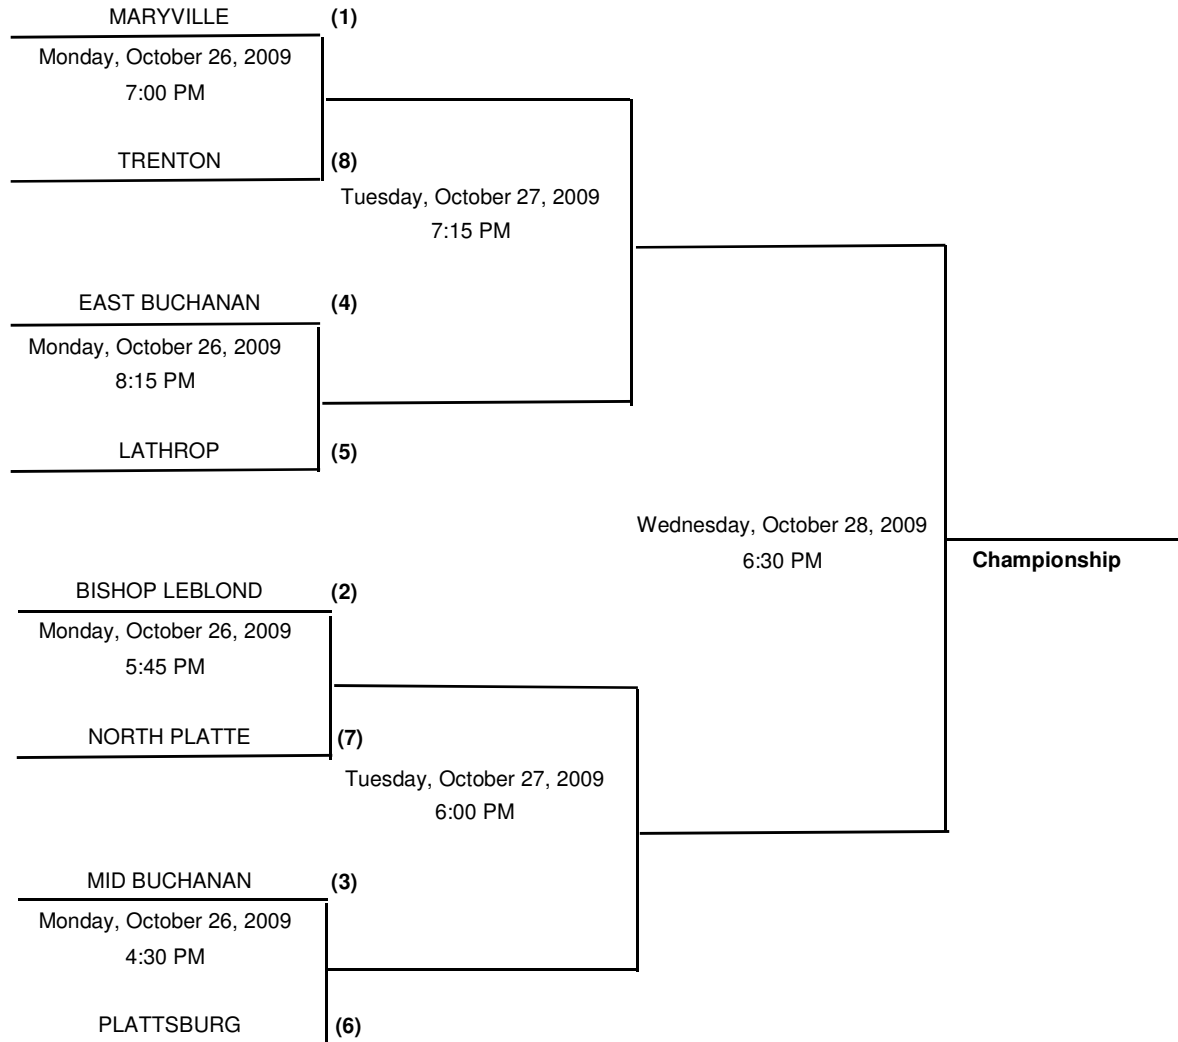 MARYVILLE (1)
Monday, October 26, 2009
7:00 PM
TRENTON (8)
Tuesday, October 27, 2009
7:15 PM
EAST BUCHANAN (4)
Monday, October 26, 2009
8:15 PM
LATHROP (5)
Wednesday, October 28, 2009
6:30 PM
Championship
BISHOP LEBLOND (2)
Monday, October 26, 2009
5:45 PM
NORTH PLATTE (7)
Tuesday, October 27, 2009
6:00 PM
MID BUCHANAN (3)
Monday, October 26, 2009
4:30 PM
PLATTSBURG (6)